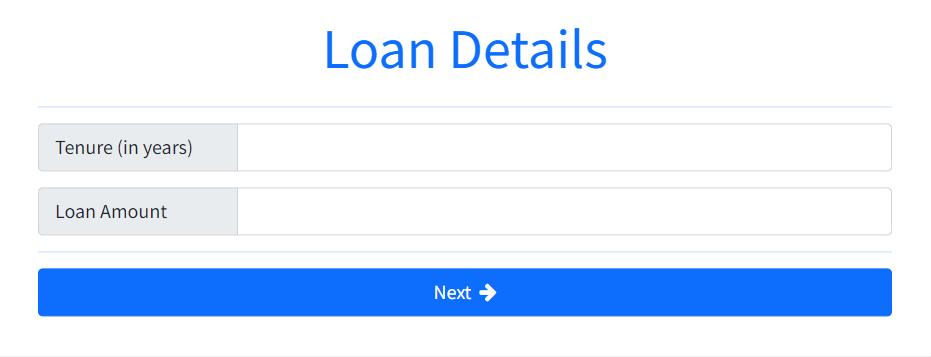 Loan Details
Tenure (in years)
Loan Amount
Next